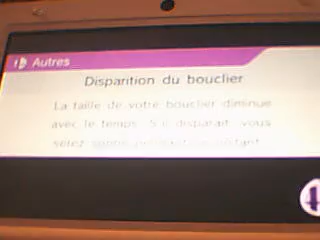 Autres
Disparition du bouclier
La taille de votre bouclier diminue
avec le temps. S'il disparaît, vous
serez